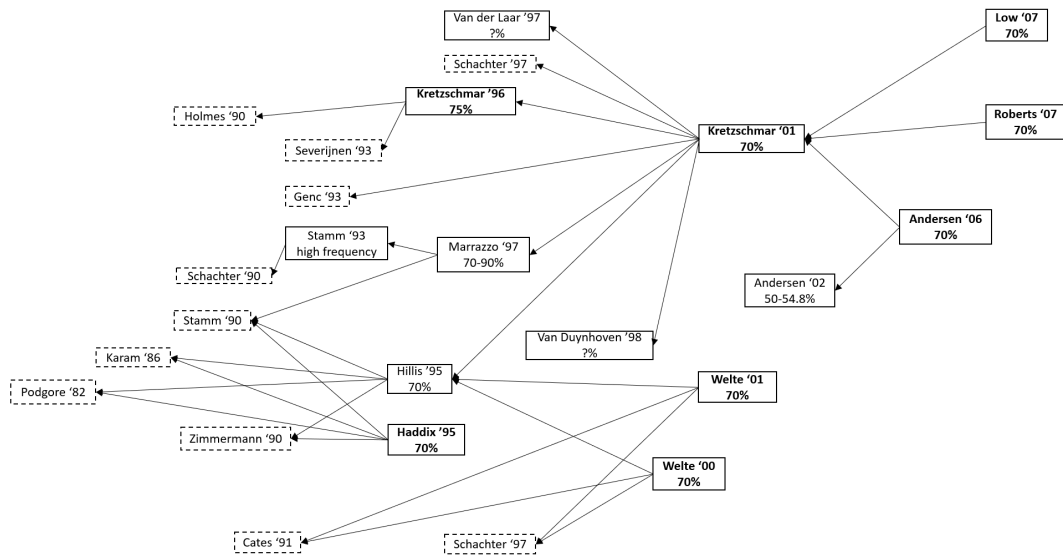 Van der Laar '97
?%
Low '07
70%
Schachter '97
Kretzschmar '96
75%
Holmes '90
Roberts '07
70%
Kretzschmar '01
70%
Severijnen '93
Genc '93
Andersen '06
70%
Stamm '93
high frequency
Marrazzo '97
70-90%
Schachter '90
Andersen '02
50-54.8%
Stamm '90
Van Duynhoven '98
?%
Karam '86
Hillis '95
70%
Podgore '82
Welte '01
70%
Zimmermann '90
Haddix '95
70%
Welte '00
70%
Cates '91
Schachter '97